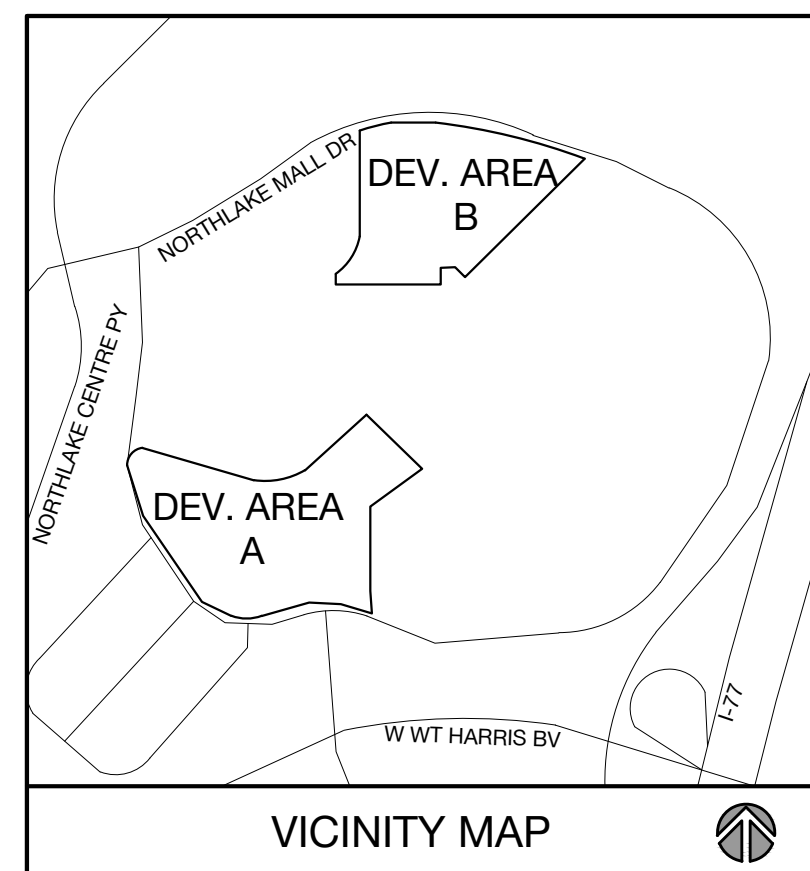 NORTHLAKE MALL DR
DEV. AREA
B
NORTHLAKE CENTRE PY
DEV. AREA
A
I-77
W WT HARRIS BV
VICINITY MAP